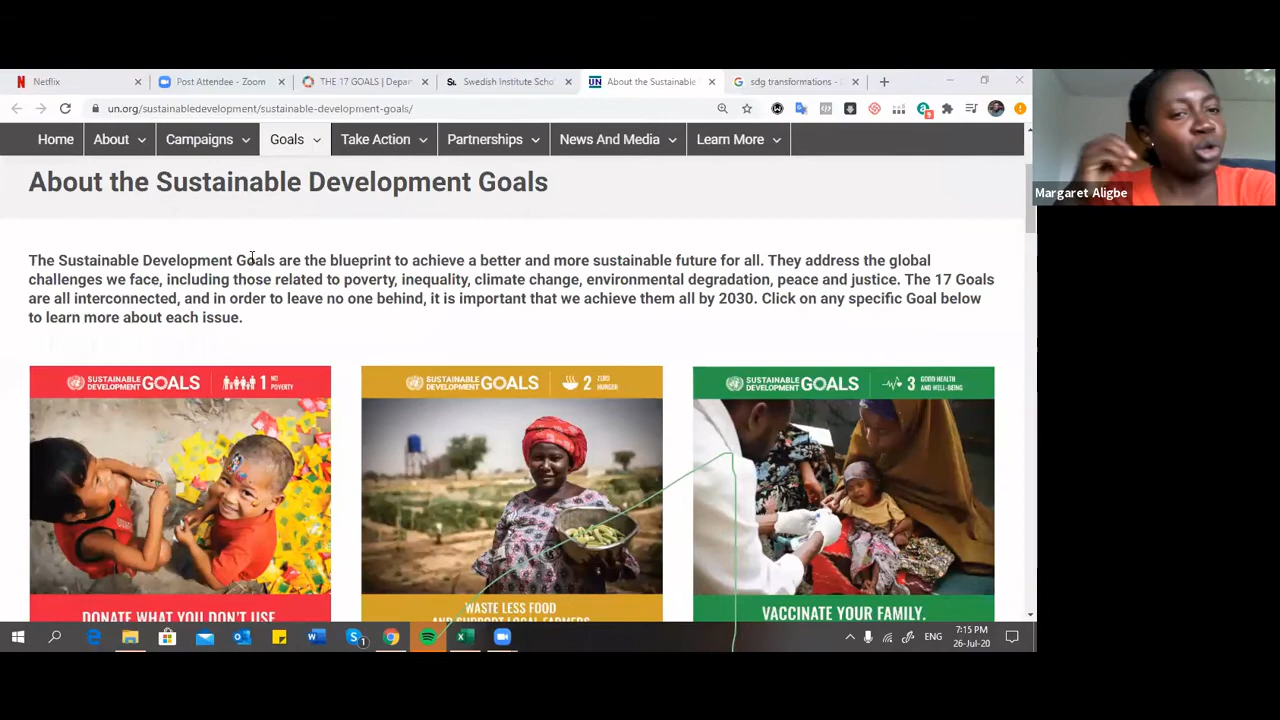 Netflix
Post Attendee - Zoom
THE 17 GOALS | Depar
Swedish Institute Scho
About the Sustainable
sdg transformations -
un.org/sustainabledevelopment/sustainable-development-goals/
Home
About
Campaigns
Goals
Take Action
Partnerships
News And Media
Learn More
Margaret Aligbe
About the Sustainable Development Goals
The Sustainable Development Goals are the blueprint to achieve a better and more sustainable future for all. They address the global
challenges we face, including those related to poverty, inequality, climate change, environmental degradation, peace and justice. The 17 Goals
are all interconnected, and in order to leave no one behind, it is important that we achieve them all by 2030. Click on any specific Goal below
to learn more about each issue.
SUSTAINABLE DEVELOPMENT GOALS
1 NO POVERTY
SUSTAINABLE DEVELOPMENT GOALS
2 ZERO HUNGER
SUSTAINABLE DEVELOPMENT GOALS
3 GOOD HEALTH AND WELL-BEING
DONATE WHAT YOU DON'T USE
WASTE LESS FOOD
AND SUPPORT LOCAL FARMERS
VACCINATE YOUR FAMILY.
ENG
7:15 PM
26-Jul-20